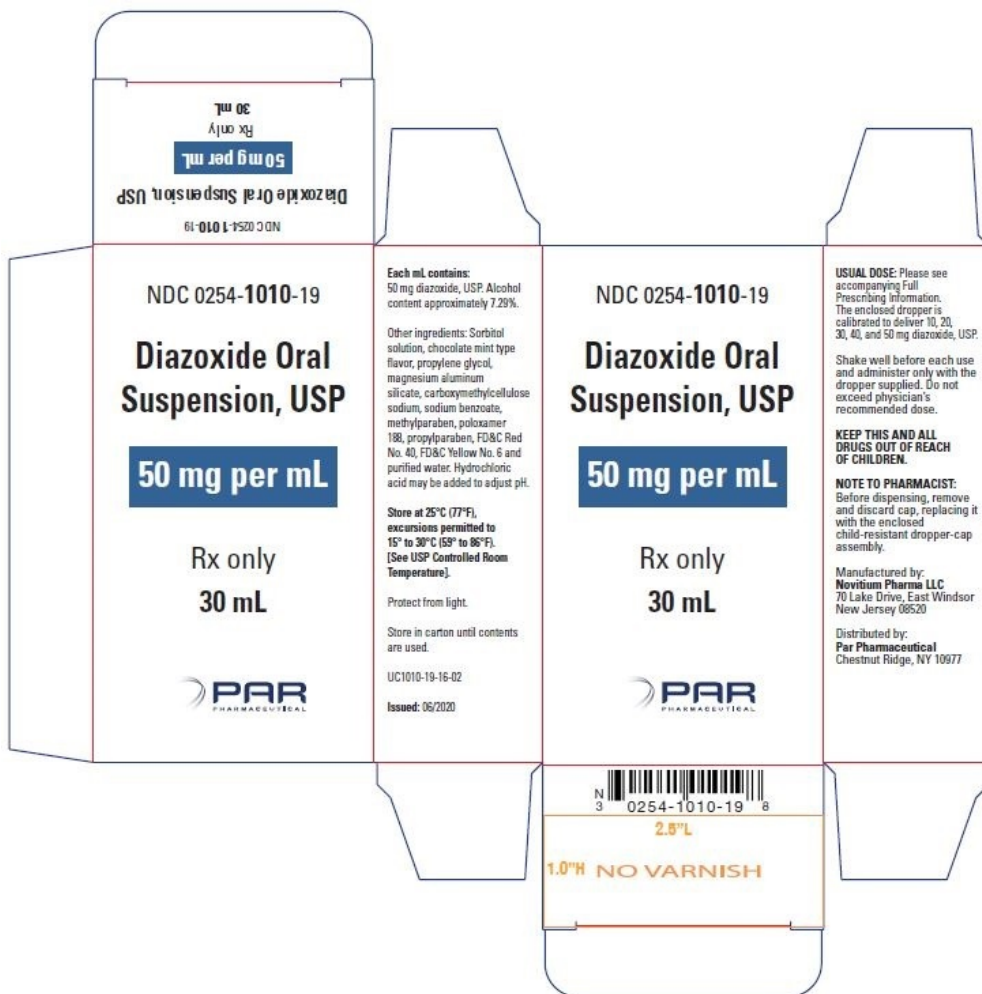 30 mL
Rx only
50 mg per mL
Diazoxide Oral Suspension, USP
NDC 0254-1010-19
NDC 0254-1010-19
Diazoxide Oral
Suspension, USP
50 mg per mL
Rx only
30 mL
PAR
PHARMACEUTICAL
Each mL contains:
50 mg diazoxide, USP. Alcohol
content approximately 7.29%.
Other ingredients: Sorbitol
solution, chocolate mint type
flavor, propylene glycol,
magnesium aluminum
silicate, carboxymethylcellulose
sodium, sodium benzoate,
methylparaben, poloxamer
188, propylparaben, FD&C Red
No. 40, FD&C Yellow No. 6 and
purified water. Hydrochloric
acid may be added to adjust pH.
Store at 25°C (77°F),
excursions permitted to
15° to 30°C (59° to 86°F).
[See USP Controlled Room
Temperature].
Protect from light.
Store in carton until contents
are used.
UC1010-19-16-02
Issued: 06/2020
NDC 0254-1010-19
Diazoxide Oral
Suspension, USP
50 mg per mL
Rx only
30 mL
PAR
PHARMACEUTICAL
USUAL DOSE: Please see
accompanying Full
Prescribing Information.
The enclosed dropper is
calibrated to deliver 10, 20,
30, 40, and 50 mg diazoxide, USP.
Shake well before each use
and administer only with the
dropper supplied. Do not
exceed physician's
recommended dose.
KEEP THIS AND ALL
DRUGS OUT OF REACH
OF CHILDREN.
NOTE TO PHARMACIST:
Before dispensing, remove
and discard cap, replacing it
with the enclosed
child-resistant dropper-cap
assembly.
Manufactured by:
Novitium Pharma LLC
70 Lake Drive, East Windsor
New Jersey 08520
Distributed by:
Par Pharmaceutical
Chestnut Ridge, NY 10977
N
3 0254-1010-19 8
2.5"L
1.0"H NO VARNISH